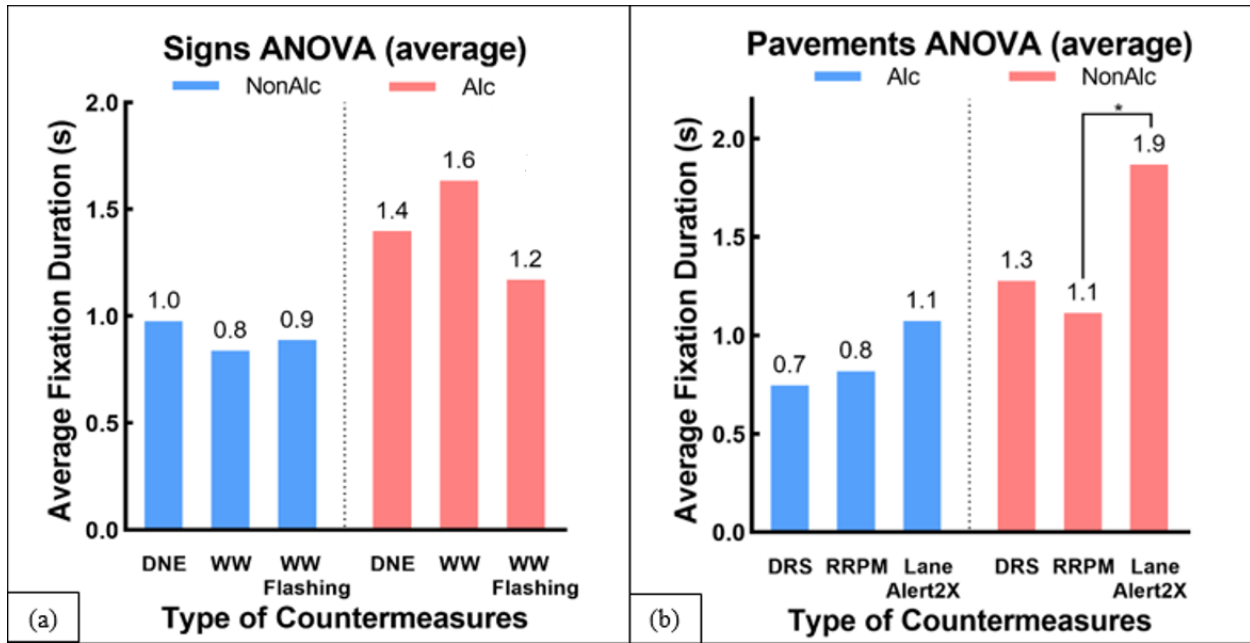 Signs ANOVA (average)
NonAlc Alc
Average Fixation Duration (s)
2.0
1.5
1.0
0.5
0.0
1.0
0.8
0.9
1.4
1.6
1.2
DNE WW WW Flashing DNE WW WW Flashing
Type of Countermeasures
(a)
Pavements ANOVA (average)
Alc NonAlc
Average Fixation Duration (s)
2.0
1.5
1.0
0.5
0.0
0.7
0.8
1.1
1.3
1.1
1.9
*
DRS RRPM Lane Alert2X DRS RRPM Lane Alert2X
Type of Countermeasures
(b)